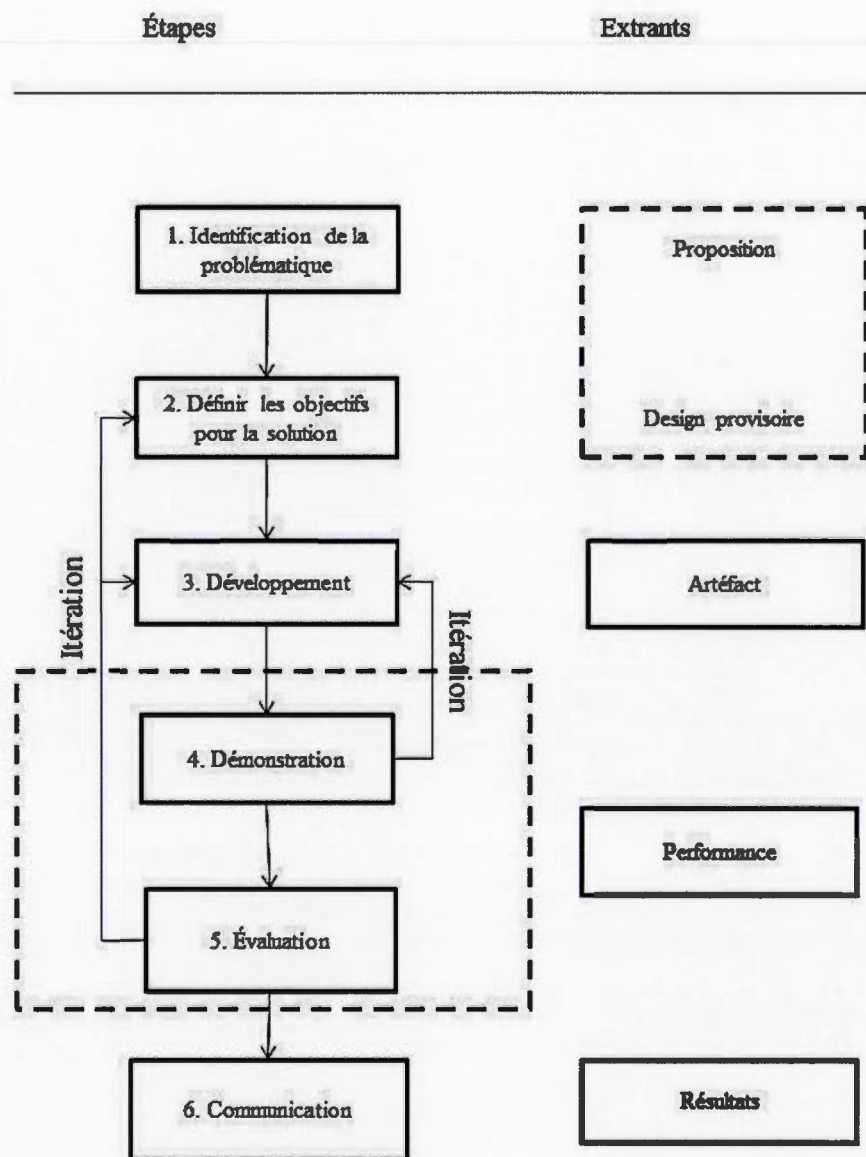 Étapes
Extrants
1. Identification de la
problématique
Proposition
2. Définir les objectifs
pour la solution
Design provisoire
3. Développement
Artéfact
Itération
Itération
4. Démonstration
Performance
5. Évaluation
6. Communication
Résultats